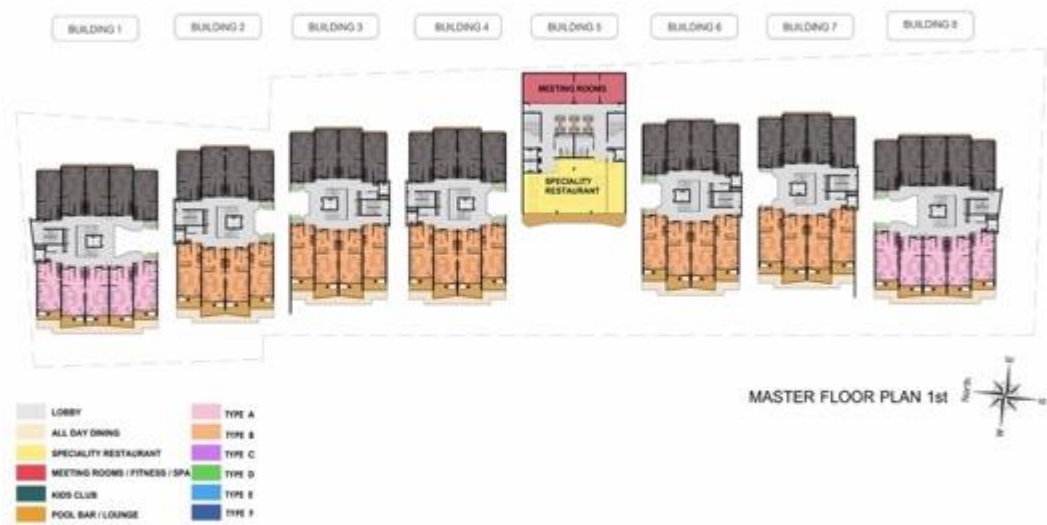 BUILDING 1
BUILDING 2
BUILDING 3
BUILDING 4
BUILDING 5
BUILDING 6
BUILDING 7
BUILDING 8
MEETING ROOMS
SPECIALITY
RESTAURANT
MASTER FLOOR PLAN 1st
North
LOBBY
ALL DAY DINING
SPECIALITY RESTAURANT
MEETING ROOMS / FITNESS / SPA
KIDS CLUB
POOL BAR / LOUNGE
TYPE A
TYPE B
TYPE C
TYPE D
TYPE E
TYPE F